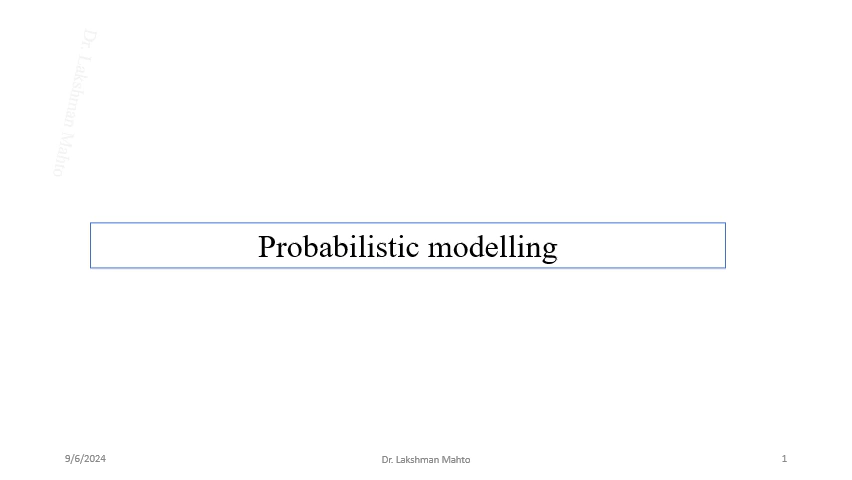 Dr. Lakshman Mahto
Probabilistic modelling
9/6/2024
Dr. Lakshman Mahto
1